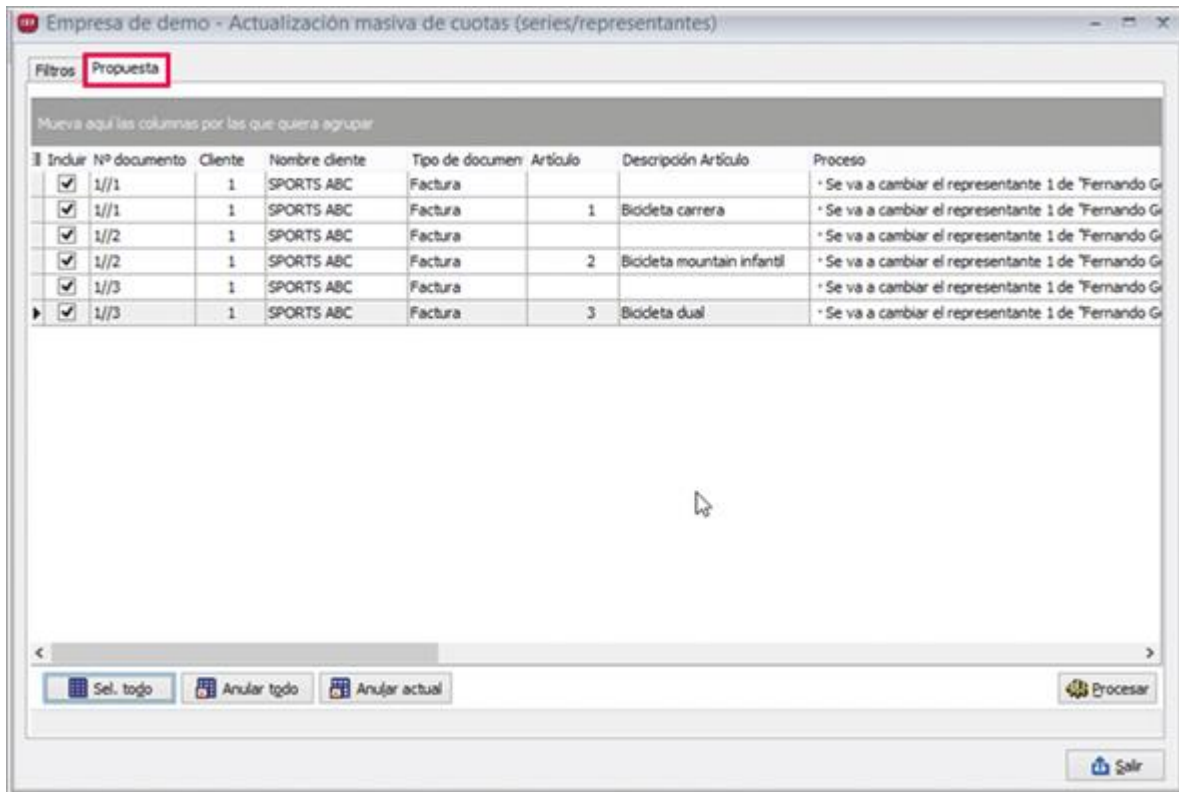 Empresa de demo - Actualización masiva de cuotas (series/representantes)
Filtros Propuesta
Mueva aquí las columnas por las que quiera agrupar
Incluir Nº documento Cliente Nombre cliente Tipo de documen Artículo Descripción Artículo Proceso
1//1 1 SPORTS ABC Factura * Se va a cambiar el representante 1 de "Fernando G
1//1 1 SPORTS ABC Factura 1 Bicicleta carrera * Se va a cambiar el representante 1 de "Fernando G
1//2 1 SPORTS ABC Factura * Se va a cambiar el representante 1 de "Fernando G
1//2 1 SPORTS ABC Factura 2 Bicicleta mountain infantil * Se va a cambiar el representante 1 de "Fernando G
1//3 1 SPORTS ABC Factura * Se va a cambiar el representante 1 de "Fernando G
1//3 1 SPORTS ABC Factura 3 Bicicleta dual * Se va a cambiar el representante 1 de "Fernando G
Sel. todo Anular todo Anular actual Procesar
Salir